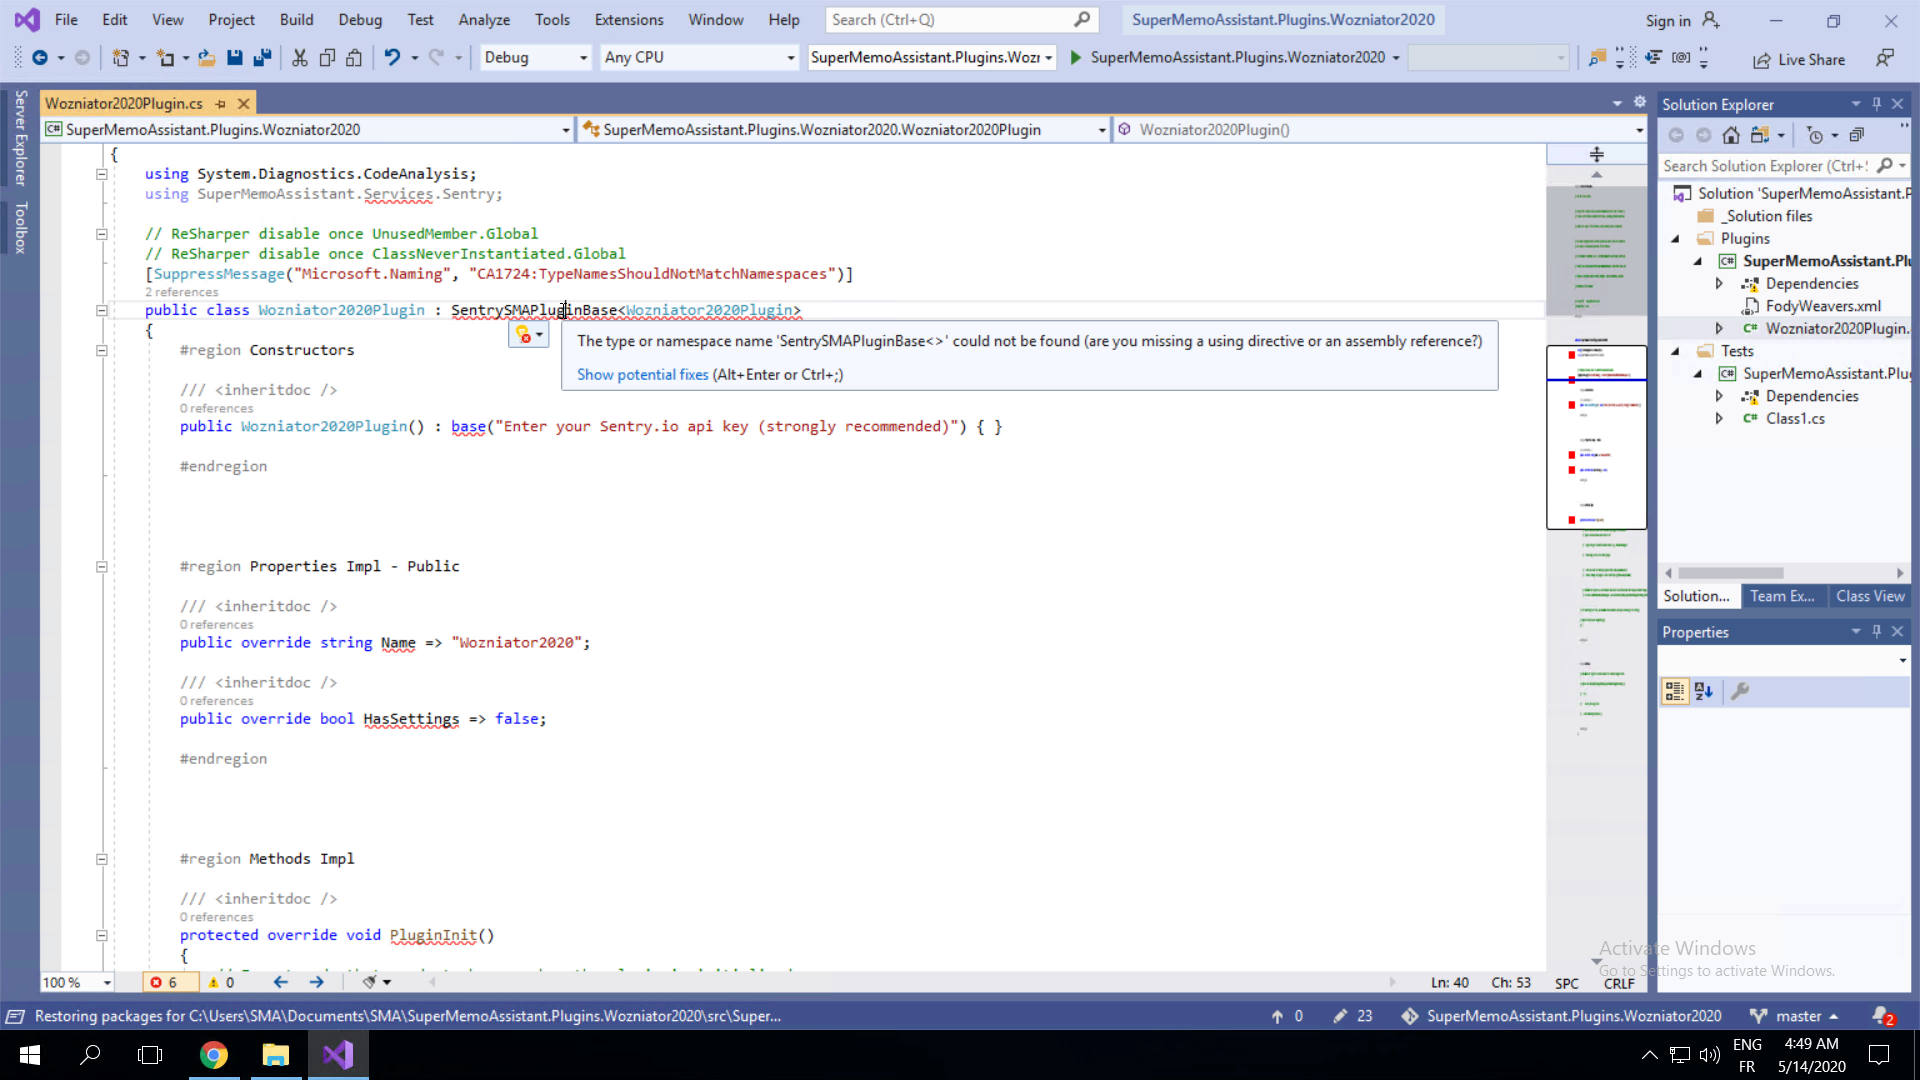 File Edit View Project Build Debug Test Analyze Tools Extensions Window Help Search (Ctrl+Q) SuperMemoAssistant.Plugins.Wozniator2020 Sign in
Debug Any CPU SuperMemoAssistant.Plugins.Wozr SuperMemoAssistant.Plugins.Wozniator2020 Live Share
Server Explorer
Toolbox
Wozniator2020Plugin.cs
SuperMemoAssistant.Plugins.Wozniator2020 SuperMemoAssistant.Plugins.Wozniator2020.Wozniator2020Plugin Wozniator2020Plugin()
{
using System.Diagnostics.CodeAnalysis;
using SuperMemoAssistant.Services.Sentry;
// ReSharper disable once UnusedMember.Global
// ReSharper disable once ClassNeverInstantiated.Global
[SuppressMessage("Microsoft.Naming", "CA1724:TypeNamesShouldNotMatchNamespaces")]
2 references
public class Wozniator2020Plugin : SentrySMAPluginBase<Wozniator2020Plugin>
{
The type or namespace name 'SentrySMAPluginBase<>' could not be found (are you missing a using directive or an assembly reference?)
Show potential fixes (Alt+Enter or Ctrl+;)
#region Constructors
/// <inheritdoc />
0 references
public Wozniator2020Plugin() : base("Enter your Sentry.io api key (strongly recommended)") { }
#endregion
#region Properties Impl - Public
/// <inheritdoc />
0 references
public override string Name => "Wozniator2020";
/// <inheritdoc />
0 references
public override bool HasSettings => false;
#endregion
#region Methods Impl
/// <inheritdoc />
0 references
protected override void PluginInit()
{
100 % 6 0 Ln: 40 Ch: 53 SPC CRLF
Solution Explorer
Search Solution Explorer (Ctrl+
Solution 'SuperMemoAssistant.P
_Solution files
Plugins
SuperMemoAssistant.Plu
Dependencies
FodyWeavers.xml
Wozniator2020Plugin.
Tests
SuperMemoAssistant.Plug
Dependencies
Class1.cs
Solution... Team Ex... Class View
Properties
Activate Windows
Go to Settings to activate Windows.
Restoring packages for C:\Users\SMA\Documents\SMA\SuperMemoAssistant.Plugins.Wozniator2020\src\Super... 0 23 SuperMemoAssistant.Plugins.Wozniator2020 master 2
ENG
FR
4:49 AM
5/14/2020